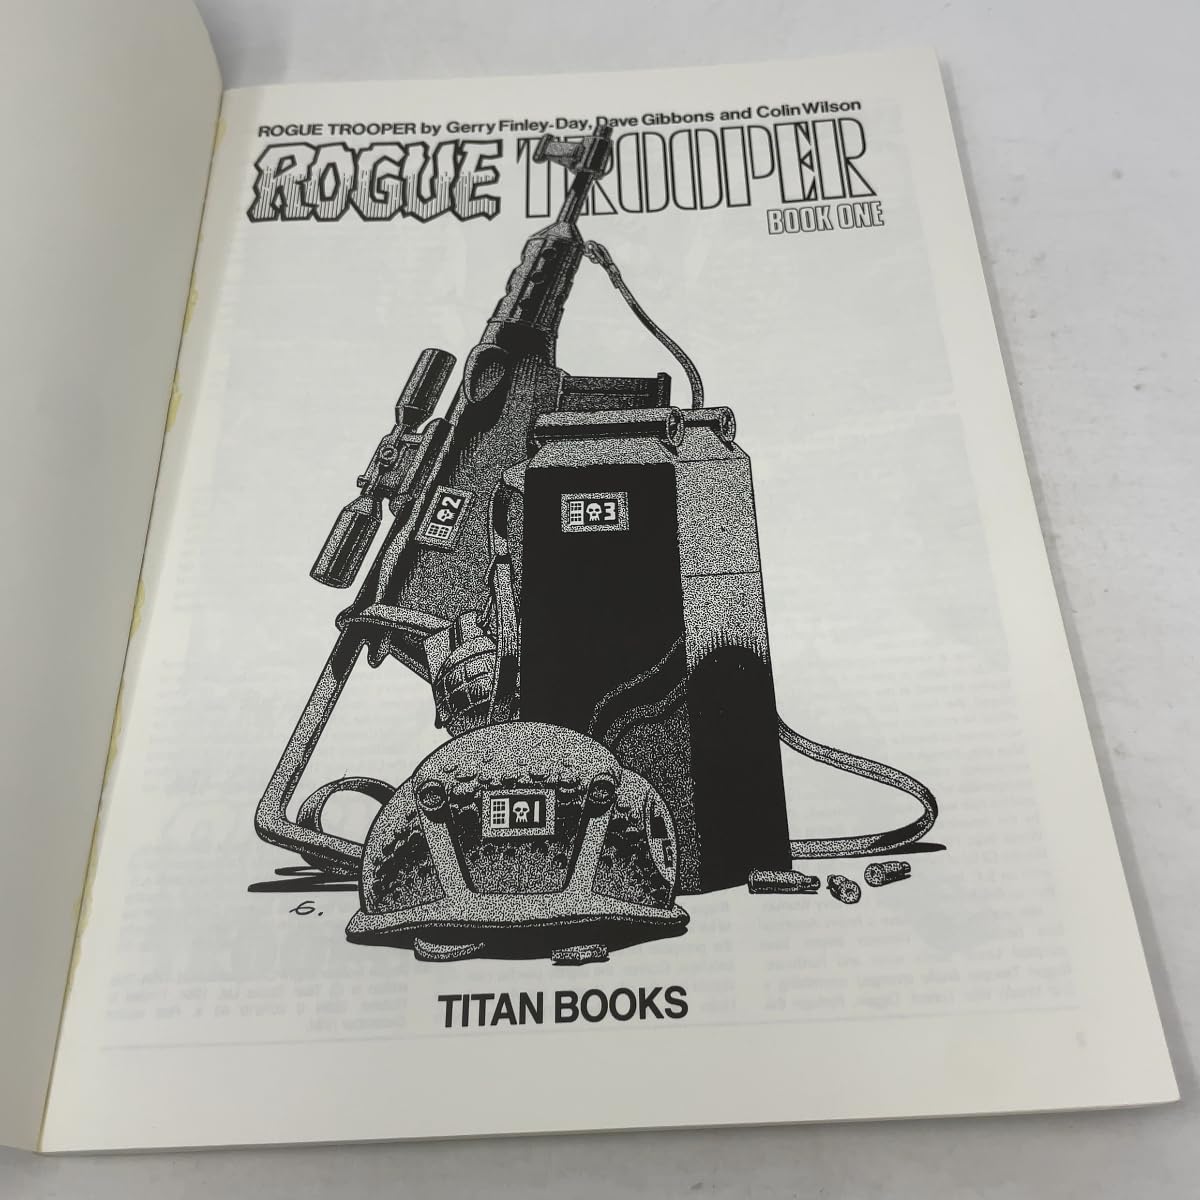 ROGUE TROOPER by Gerry Finley-Day, Dave Gibbons and Colin Wilson
ROGUE TROOPER
BOOK ONE
2
3
1
G.
TITAN BOOKS